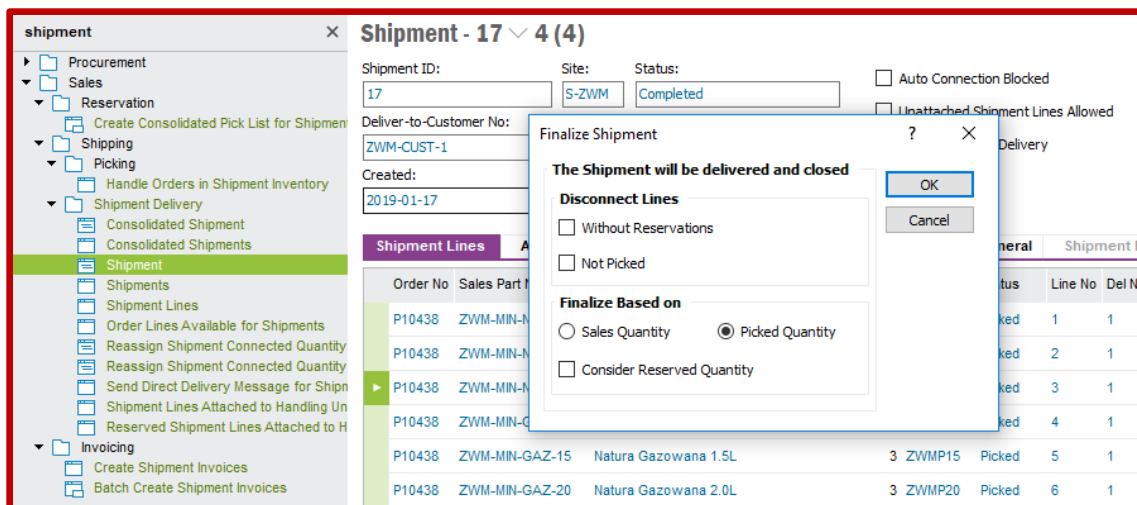 shipment
Procurement
Sales
Reservation
Create Consolidated Pick List for Shipment
Shipping
Picking
Handle Orders in Shipment Inventory
Shipment Delivery
Consolidated Shipment
Consolidated Shipments
Shipment
Shipments
Shipment Lines
Order Lines Available for Shipments
Reassign Shipment Connected Quantity
Reassign Shipment Connected Quantity
Send Direct Delivery Message for Shipn
Shipment Lines Attached to Handling Un
Reserved Shipment Lines Attached to H
Invoicing
Create Shipment Invoices
Batch Create Shipment Invoices
Shipment - 17 4 (4)
Shipment ID: Site: Status:
17 S-ZWM Completed
Auto Connection Blocked
Unattached Shipment Lines Allowed
Delivery
Deliver-to-Customer No:
ZWM-CUST-1
Created:
2019-01-17
Finalize Shipment ?
The Shipment will be delivered and closed
OK
Cancel
Disconnect Lines
Without Reservations
Not Picked
Finalize Based on
Sales Quantity Picked Quantity
Consider Reserved Quantity
Shipment Lines A neral Shipment
Order No Sales Part tus Line No Del N
P10438 ZWM-MIN-N ked 1 1
P10438 ZWM-MIN-N ked 2 1
P10438 ZWM-MIN-N ked 3 1
P10438 ZWM-MIN-G ked 4 1
P10438 ZWM-MIN-GAZ-15 Natura Gazowana 1.5L 3 ZWMP15 Picked 5 1
P10438 ZWM-MIN-GAZ-20 Natura Gazowana 2.0L 3 ZWMP20 Picked 6 1